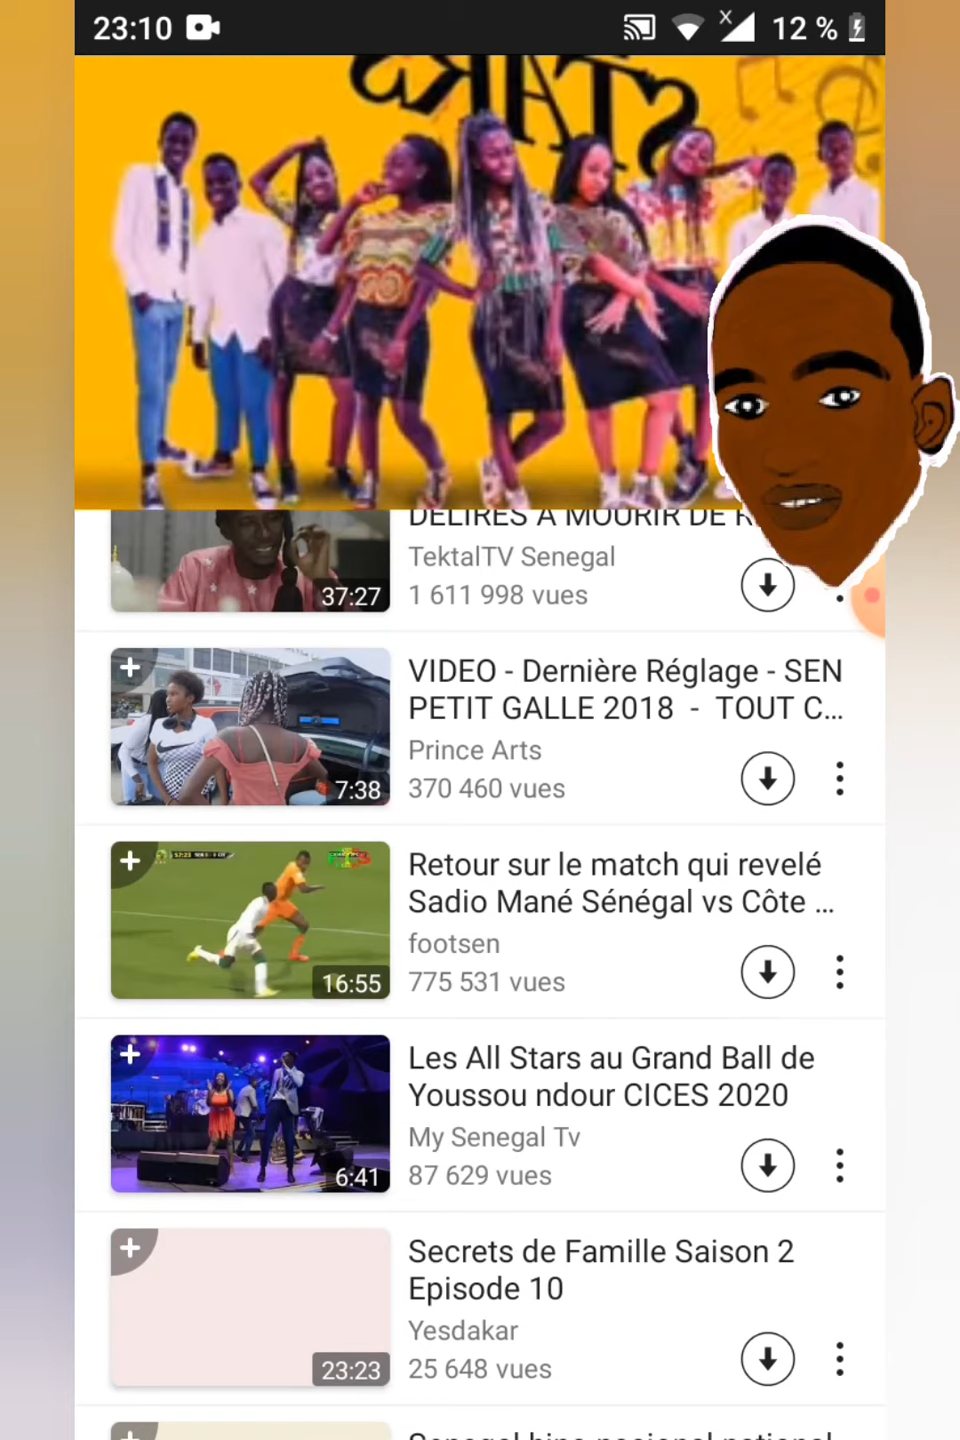 23:10
12 %
STARS
37:27
TektalTV Senegal
1 611 998 vues
VIDEO - Dernière Réglage - SEN
PETIT GALLE 2018 - TOUT C...
Prince Arts
370 460 vues
7:38
Retour sur le match qui revelé
Sadio Mané Sénégal vs Côte ...
footsen
775 531 vues
16:55
Les All Stars au Grand Ball de
Youssou ndour CICES 2020
My Senegal Tv
87 629 vues
6:41
Secrets de Famille Saison 2
Episode 10
Yesdakar
25 648 vues
23:23